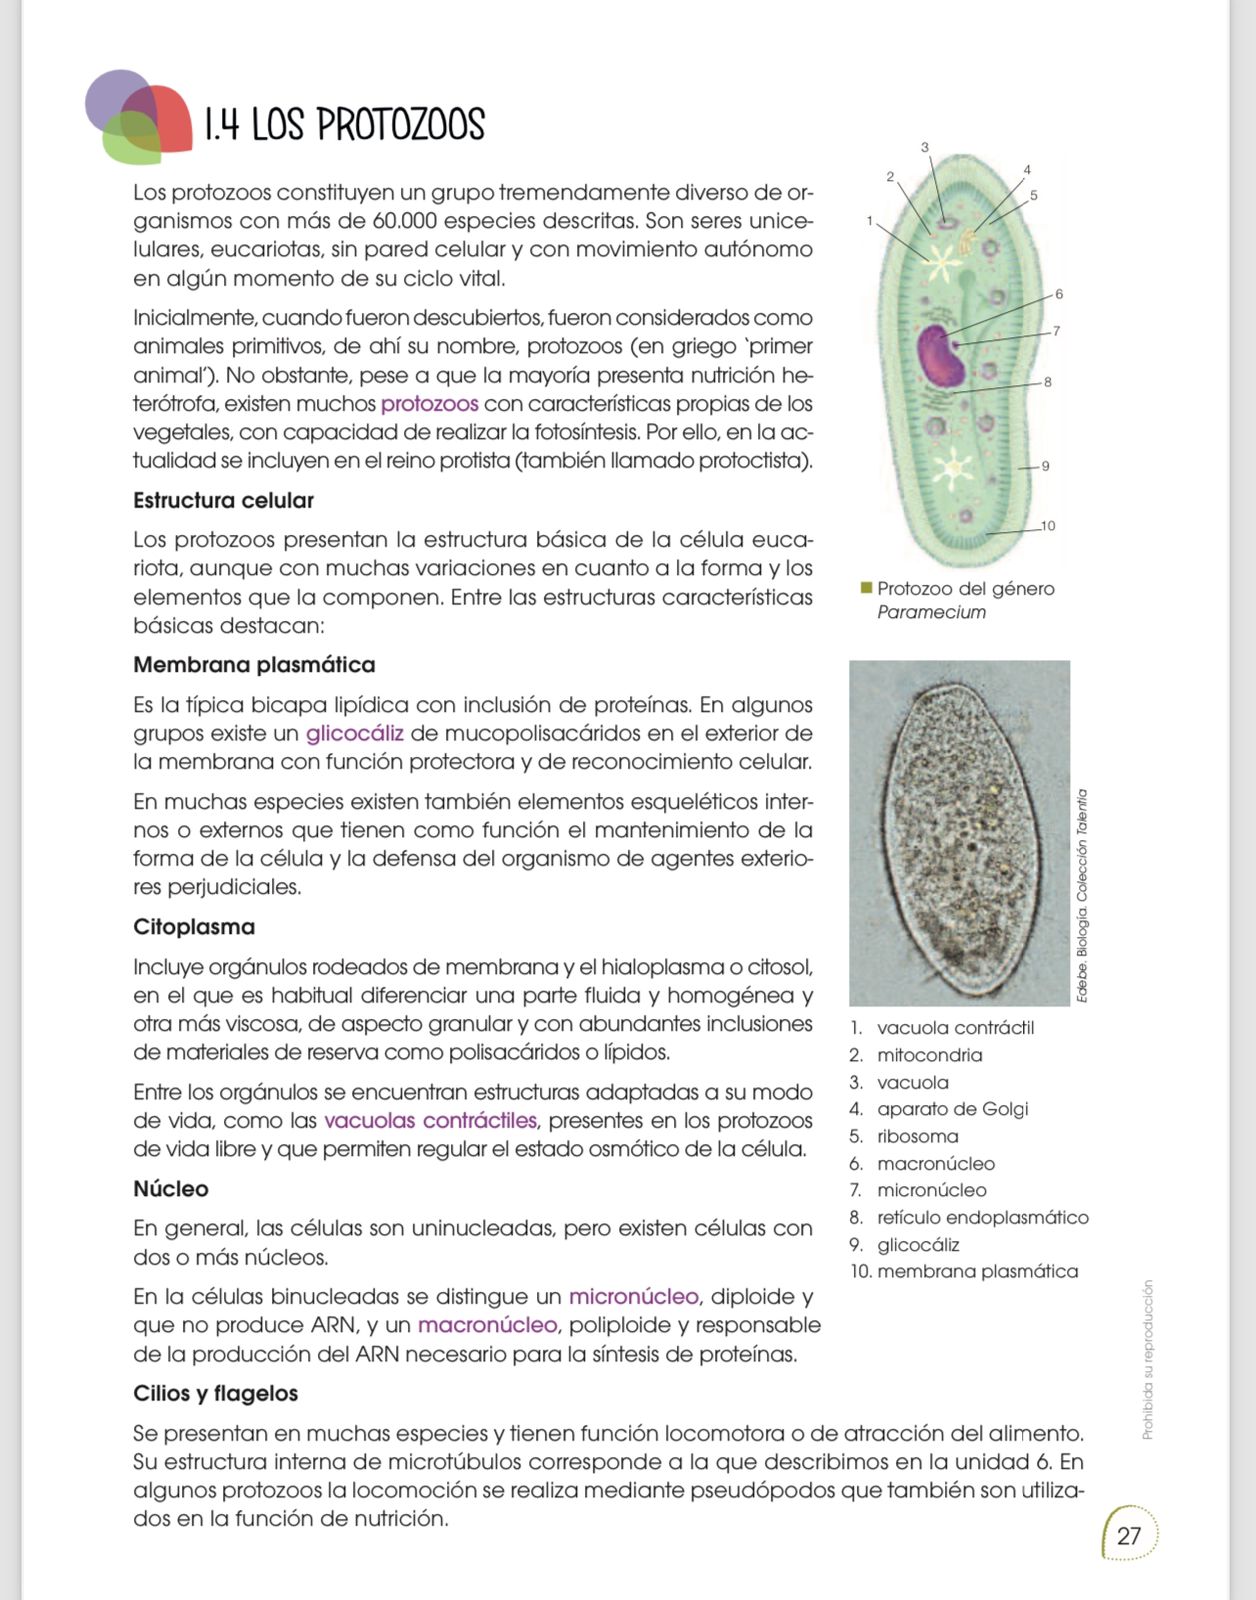 1.4 LOS PROTOZOOS
Los protozoos constituyen un grupo tremendamente diverso de or-
ganismos con más de 60.000 especies descritas. Son seres unice-
lulares, eucariotas, sin pared celular y con movimiento autónomo
en algún momento de su ciclo vital.
Inicialmente, cuando fueron descubiertos, fueron considerados como
animales primitivos, de ahí su nombre, protozoos (en griego ‘primer
animal’). No obstante, pese a que la mayoría presenta nutrición he-
terótrofa, existen muchos protozoos con características propias de los
vegetales, con capacidad de realizar la fotosíntesis. Por ello, en la ac-
tualidad se incluyen en el reino protista (también llamado protoctista).
Estructura celular
Los protozoos presentan la estructura básica de la célula euca-
riota, aunque con muchas variaciones en cuanto a la forma y los
elementos que la componen. Entre las estructuras características
básicas destacan:
Membrana plasmática
Es la típica bicapa lipídica con inclusión de proteínas. En algunos
grupos existe un glicocáliz de mucopolisacáridos en el exterior de
la membrana con función protectora y de reconocimiento celular.
En muchas especies existen también elementos esqueléticos inter-
nos o externos que tienen como función el mantenimiento de la
forma de la célula y la defensa del organismo de agentes exterio-
res perjudiciales.
Citoplasma
Incluye orgánulos rodeados de membrana y el hialoplasma o citosol,
en el que es habitual diferenciar una parte fluida y homogénea y
otra más viscosa, de aspecto granular y con abundantes inclusiones
de materiales de reserva como polisacáridos o lípidos.
Entre los orgánulos se encuentran estructuras adaptadas a su modo
de vida, como las vacuolas contráctiles, presentes en los protozoos
de vida libre y que permiten regular el estado osmótico de la célula.
Núcleo
En general, las células son uninucleadas, pero existen células con
dos o más núcleos.
En la células binucleadas se distingue un micronúcleo, diploide y
que no produce ARN, y un macronúcleo, poliploide y responsable
de la producción del ARN necesario para la síntesis de proteínas.
Cilios y flagelos
Se presentan en muchas especies y tienen función locomotora o de atracción del alimento.
Su estructura interna de microtúbulos corresponde a la que describimos en la unidad 6. En
algunos protozoos la locomoción se realiza mediante pseudópodos que también son utiliza-
dos en la función de nutrición.
1
2
3
4
5
6
7
8
9
10
Protozoo del género
Paramecium
Edebe. Biología. Colección Talentia
1. vacuola contráctil
2. mitocondria
3. vacuola
4. aparato de Golgi
5. ribosoma
6. macronúcleo
7. micronúcleo
8. retículo endoplasmático
9. glicocáliz
10. membrana plasmática
Prohibida su reproducción
27